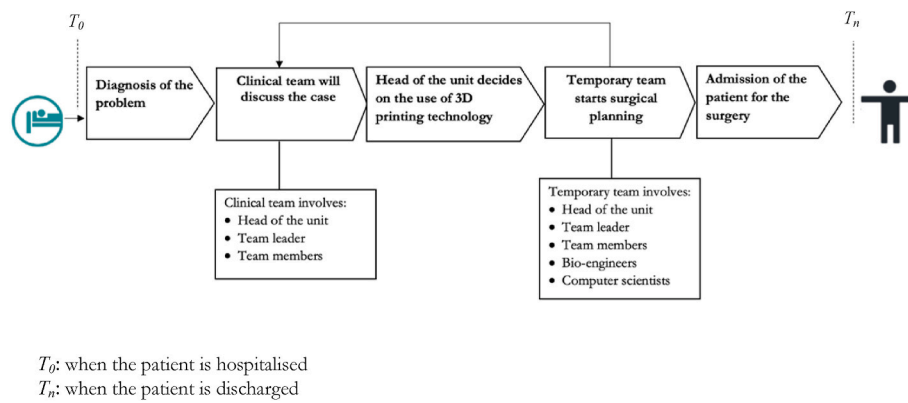 T0
Tn
Diagnosis of the
problem
Clinical team will
discuss the case
Head of the unit decides
on the use of 3D
printing technology
Temporary team
starts surgical
planning
Admission of the
patient for the
surgery
Clinical team involves:
• Head of the unit
• Team leader
• Team members
Temporary team involves:
• Head of the unit
• Team leader
• Team members
• Bio-engineers
• Computer scientists
T0: when the patient is hospitalised
Tn: when the patient is discharged